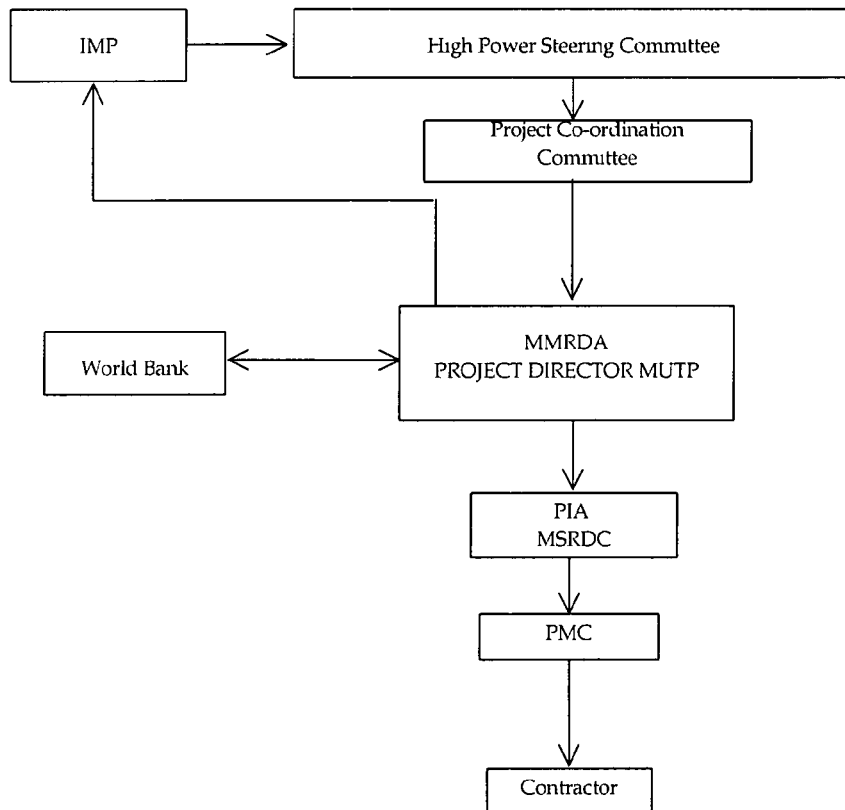 IMP
High Power Steering Committee
Project Co-ordination
Committee
MMRDA
PROJECT DIRECTOR MUTP
World Bank
PIA
MSRDC
PMC
Contractor